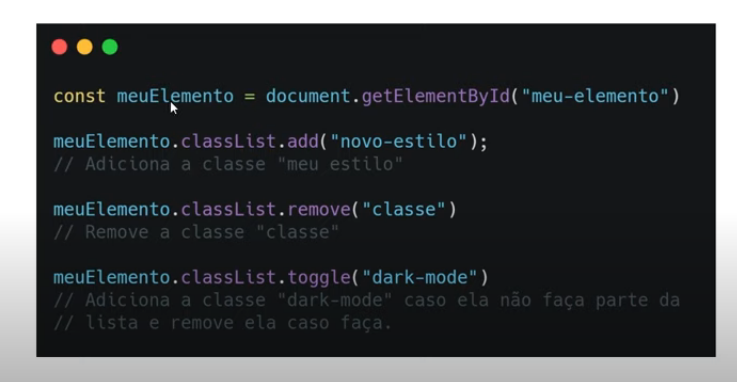 const meuElemento = document.getElementById("meu-elemento")
meuElemento.classList.add("novo-estilo");
// Adiciona a classe "meu estilo"
meuElemento.classList.remove("classe")
// Remove a classe "classe"
meuElemento.classList.toggle("dark-mode")
// Adiciona a classe "dark-mode" caso ela não faça parte da
// lista e remove ela caso faça.